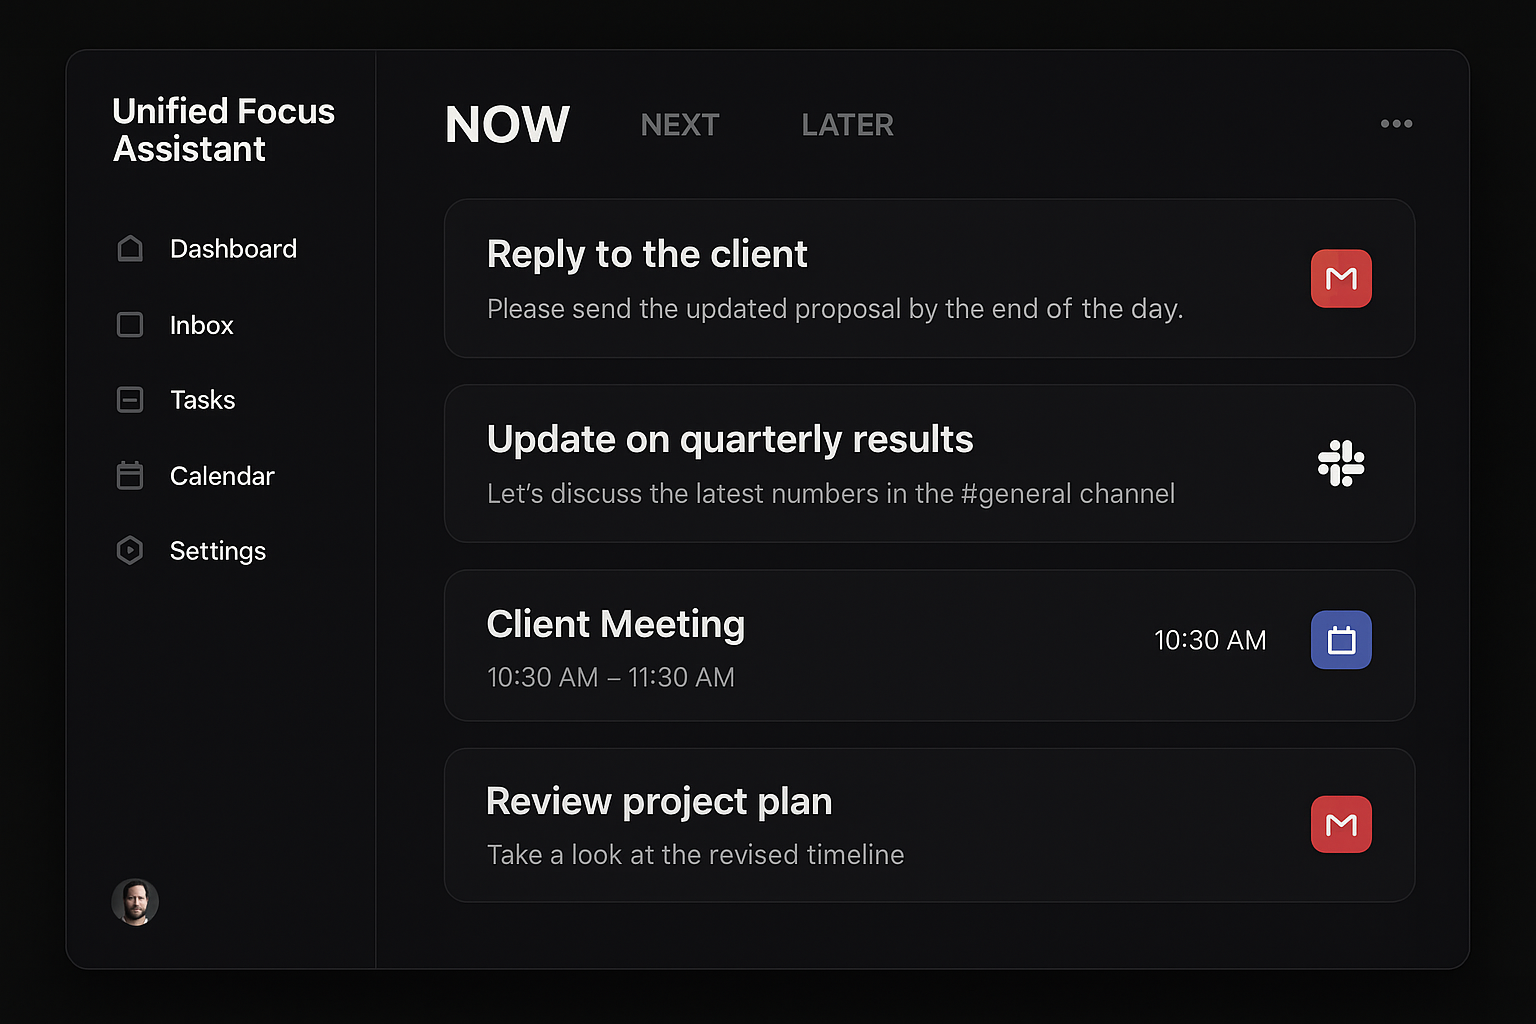 Unified Focus
Assistant
Dashboard
Inbox
Tasks
Calendar
Settings
NOW NEXT LATER
Reply to the client
Please send the updated proposal by the end of the day.
Update on quarterly results
Let’s discuss the latest numbers in the #general channel
Client Meeting
10:30 AM – 11:30 AM
10:30 AM
Review project plan
Take a look at the revised timeline